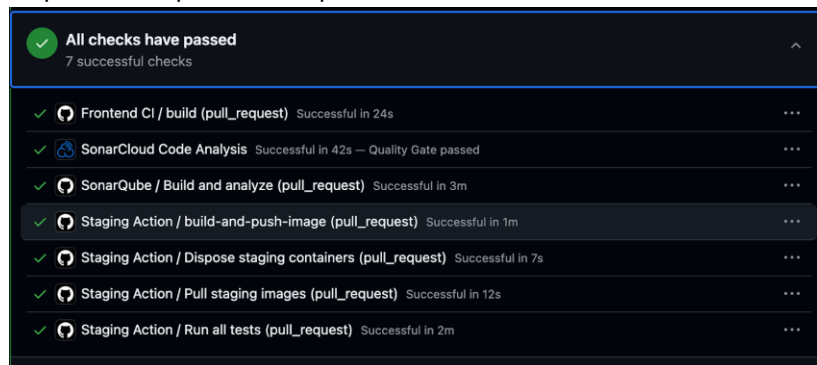 All checks have passed
7 successful checks
Frontend CI / build (pull_request) Successful in 24s
SonarCloud Code Analysis Successful in 42s — Quality Gate passed
SonarQube / Build and analyze (pull_request) Successful in 3m
Staging Action / build-and-push-image (pull_request) Successful in 1m
Staging Action / Dispose staging containers (pull_request) Successful in 7s
Staging Action / Pull staging images (pull_request) Successful in 12s
Staging Action / Run all tests (pull_request) Successful in 2m